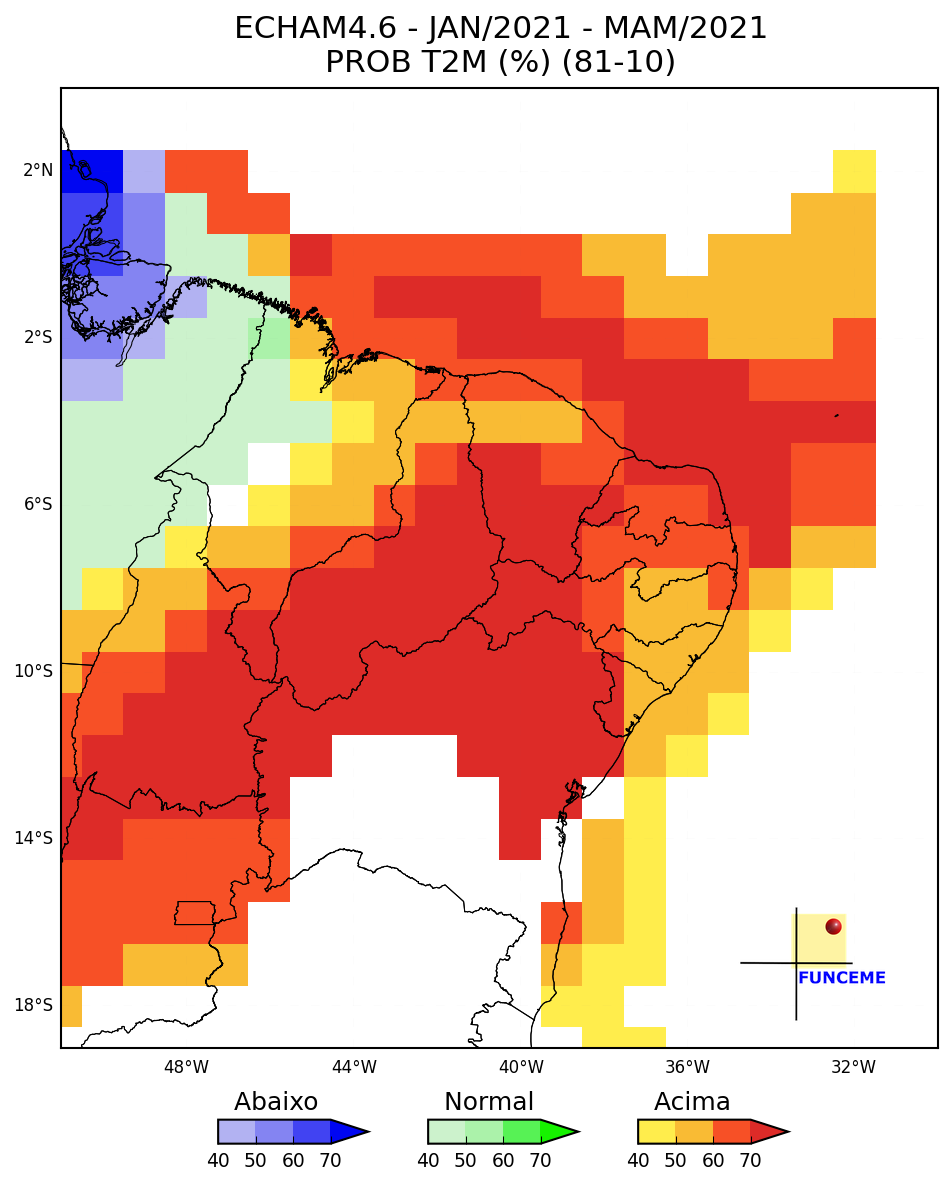 ECHAM4.6 - JAN/2021 - MAM/2021
PROB T2M (%) (81-10)
2°N
2°S
6°S
10°S
14°S
18°S
FUNCEME
48°W 44°W 40°W 36°W 32°W
Abaixo Normal Acima
40 50 60 70 40 50 60 70 40 50 60 70